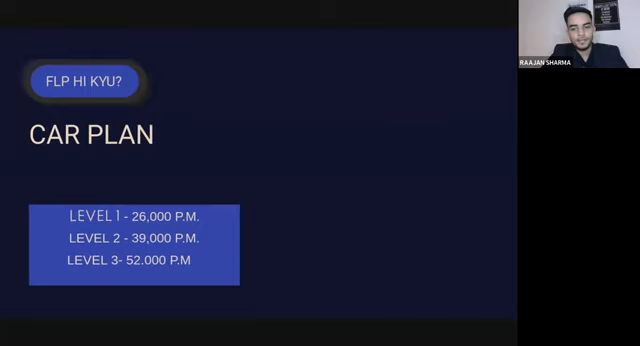 FLP HI KYU?
CAR PLAN
LEVEL 1 - 26,000 P.M.
LEVEL 2 - 39,000 P.M.
LEVEL 3- 52.000 P.M
RAAJAN SHARMA